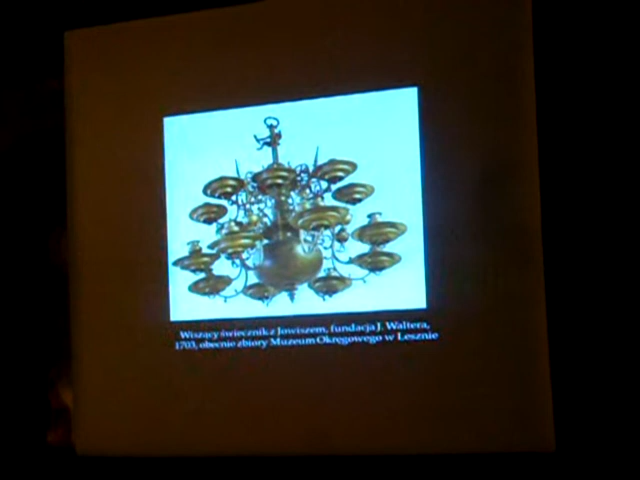 Wiszący świecznik z Jowiszem, fundacja J. Waltera,
1703, obecnie zbiory Muzeum Okręgowego w Lesznie